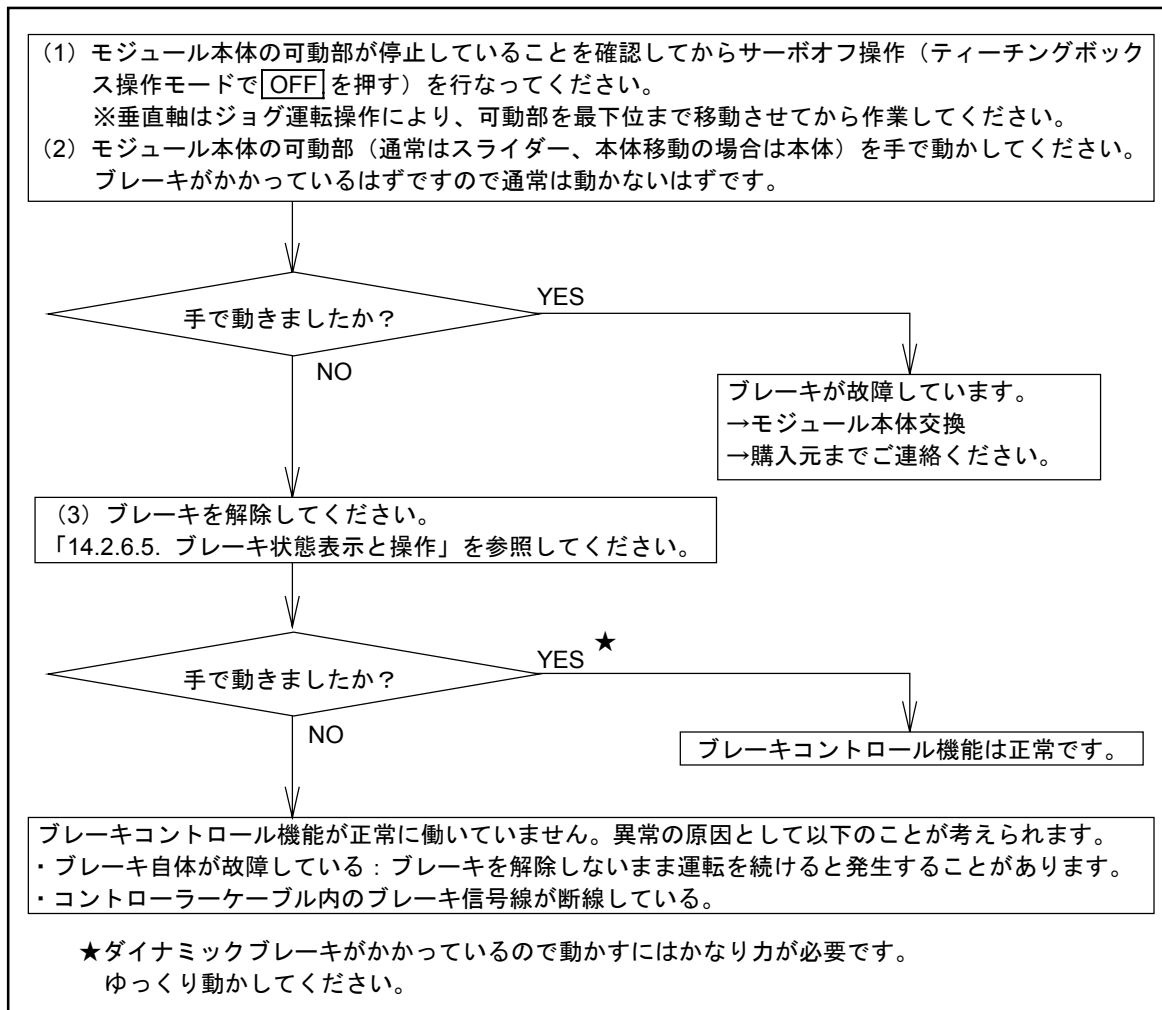 (1) モジュール本体の可動部が停止していることを確認してからサーボオフ操作(ティーチングボック
ス操作モードで OFF を押す)を行なってください。
※垂直軸はジョグ運転操作により、可動部を最下位まで移動させてから作業してください。
(2) モジュール本体の可動部(通常はスライダー、本体移動の場合は本体)を手で動かしてください。
ブレーキがかかっているはずですので通常は動かないはずです。
手で動きましたか?
YES
NO
ブレーキが故障しています。
→モジュール本体交換
→購入元までご連絡ください。
(3) ブレーキを解除してください。
「14.2.6.5. ブレーキ状態表示と操作」を参照してください。
手で動きましたか?
YES ★
NO
ブレーキコントロール機能は正常です。
ブレーキコントロール機能が正常に働いていません。異常の原因として以下のことが考えられます。
・ブレーキ自体が故障している:ブレーキを解除しないまま運転を続けると発生することがあります。
・コントローラーケーブル内のブレーキ信号線が断線している。
★ダイナミックブレーキがかかっているので動かすにはかなり力が必要です。
ゆっくり動かしてください。